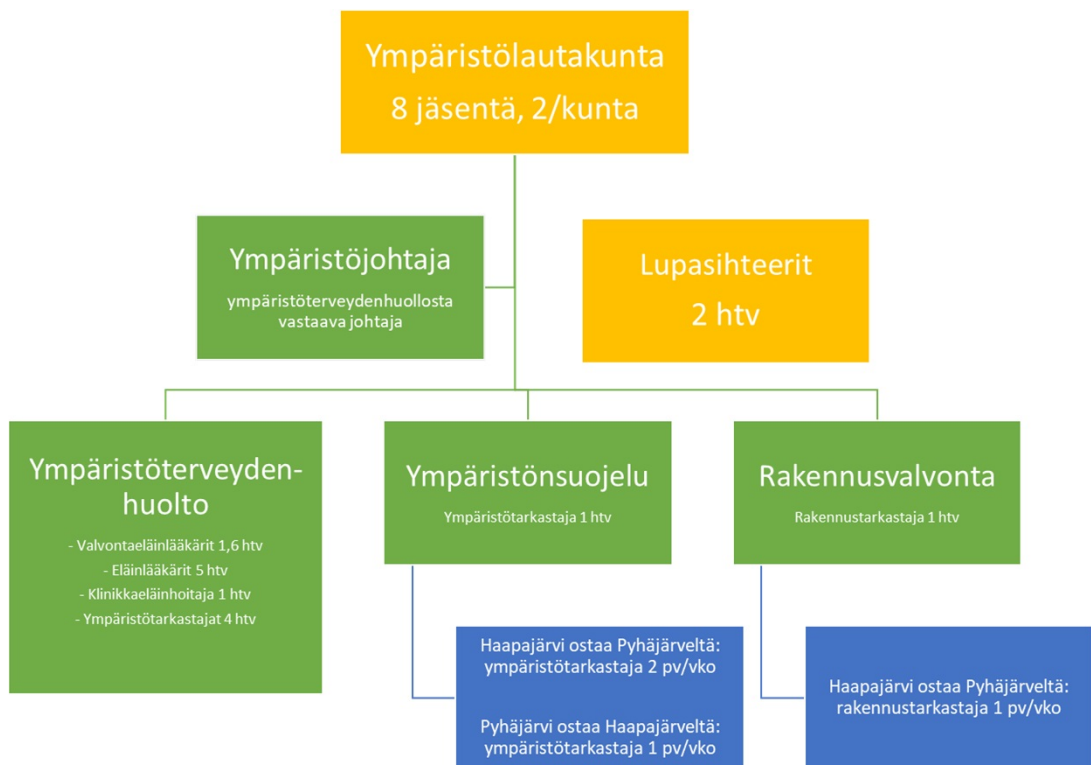 Ympäristölautakunta
8 jäsentä, 2/kunta
Ympäristöjohtaja
ympäristöterveydenhuollosta
vastaava johtaja
Lupasihteerit
2 htv
Ympäristöterveyden-
huolto
- Valvontaeläinlääkärit 1,6 htv
- Eläinlääkärit 5 htv
- Klinikkaeläinhoitaja 1 htv
- Ympäristötarkastajat 4 htv
Ympäristönsuojelu
Ympäristötarkastaja 1 htv
Rakennusvalvonta
Rakennustarkastaja 1 htv
Haapajärvi ostaa Pyhäjärveltä:
ympäristötarkastaja 2 pv/vko
Pyhäjärvi ostaa Haapajärveltä:
ympäristötarkastaja 1 pv/vko
Haapajärvi ostaa Pyhäjärveltä:
rakennustarkastaja 1 pv/vko